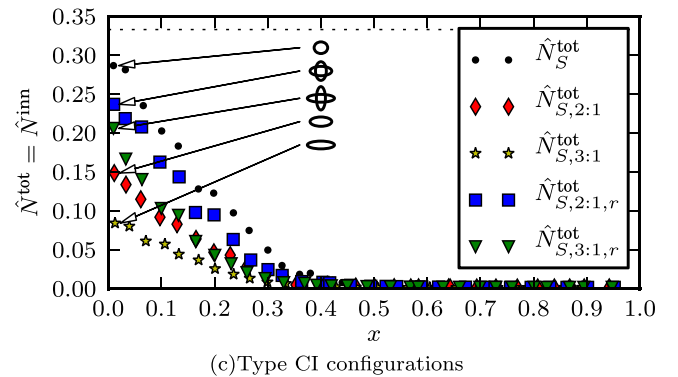 0.35
0.30
0.25
0.20
0.15
0.10
0.05
0.00
N̂^tot = N̂^inn
N̂_S^tot
N̂_{S,2:1}^tot
N̂_{S,3:1}^tot
N̂_{S,2:1,r}^tot
N̂_{S,3:1,r}^tot
0.0 0.1 0.2 0.3 0.4 0.5 0.6 0.7 0.8 0.9 1.0
x
(c)Type CI configurations